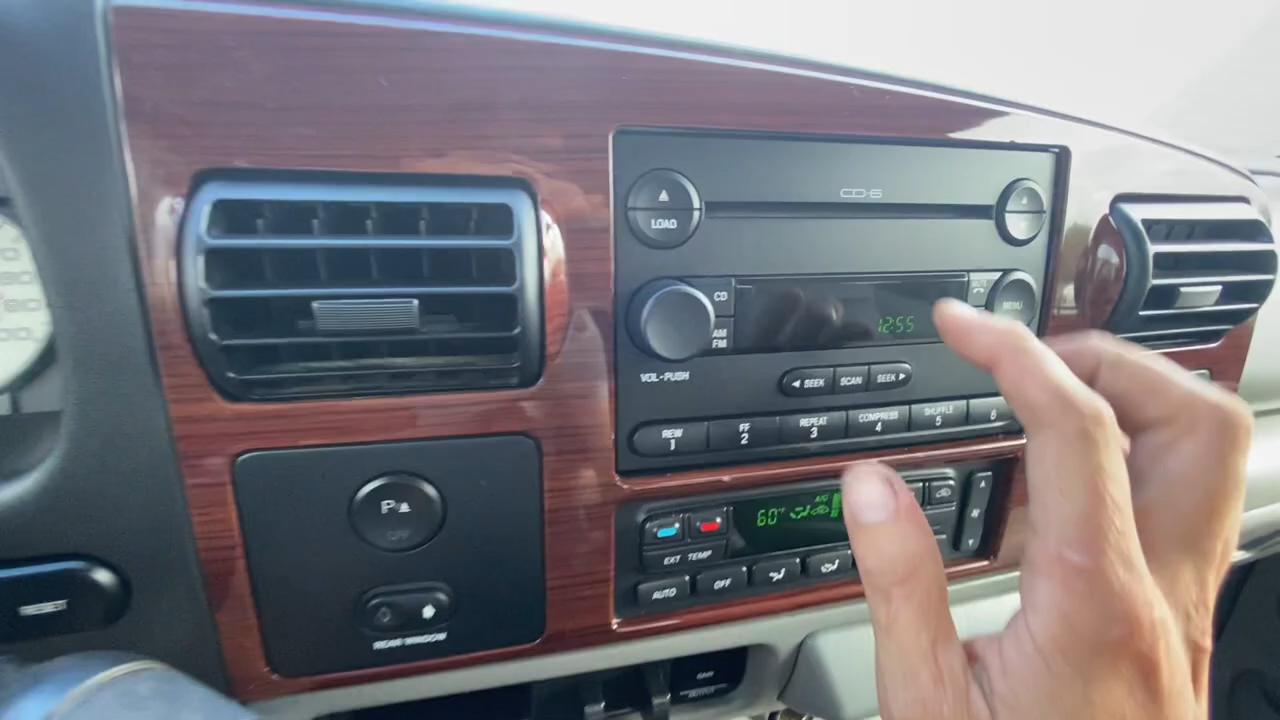 CD-6
LOAD
CD
MENU
AM
FM
12:55
VOL-PUSH
◄ SEEK
SCAN
SEEK ►
REW
1
FF
2
REPEAT
3
COMPRESS
4
SHUFFLE
5
6
P
OFF
A/C
60°F
EXT TEMP
AUTO
OFF
RESET
REAR WINDOW